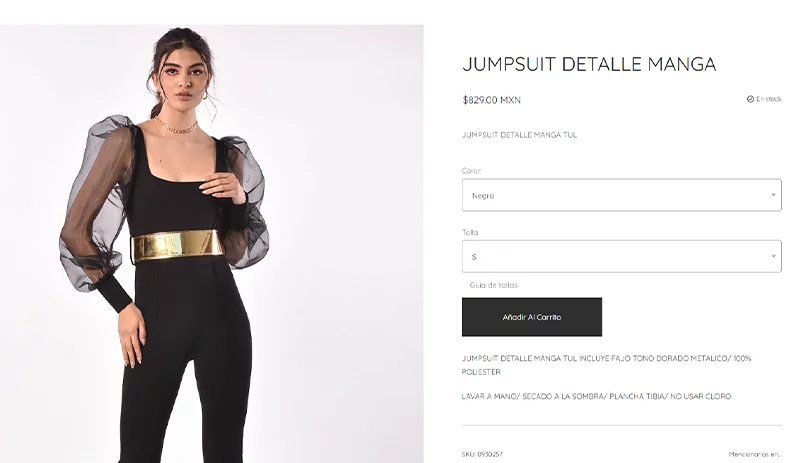 JUMPSUIT DETALLE MANGA
$829.00 MXN
En stock
JUMPSUIT DETALLE MANGA TUL
Color:
Negro
Talla
S
Guia de tallas
Añadir Al Carrito
JUMPSUIT DETALLE MANGA TUL INCLUYE FAJO TONO DORADO METALICO/ 100%
POLIESTER
LAVAR A MANO/ SECADO A LA SOMBRA/ PLANCHA TIBIA/ NO USAR CLORO
SKU: 0930257
Mencionarlos en...